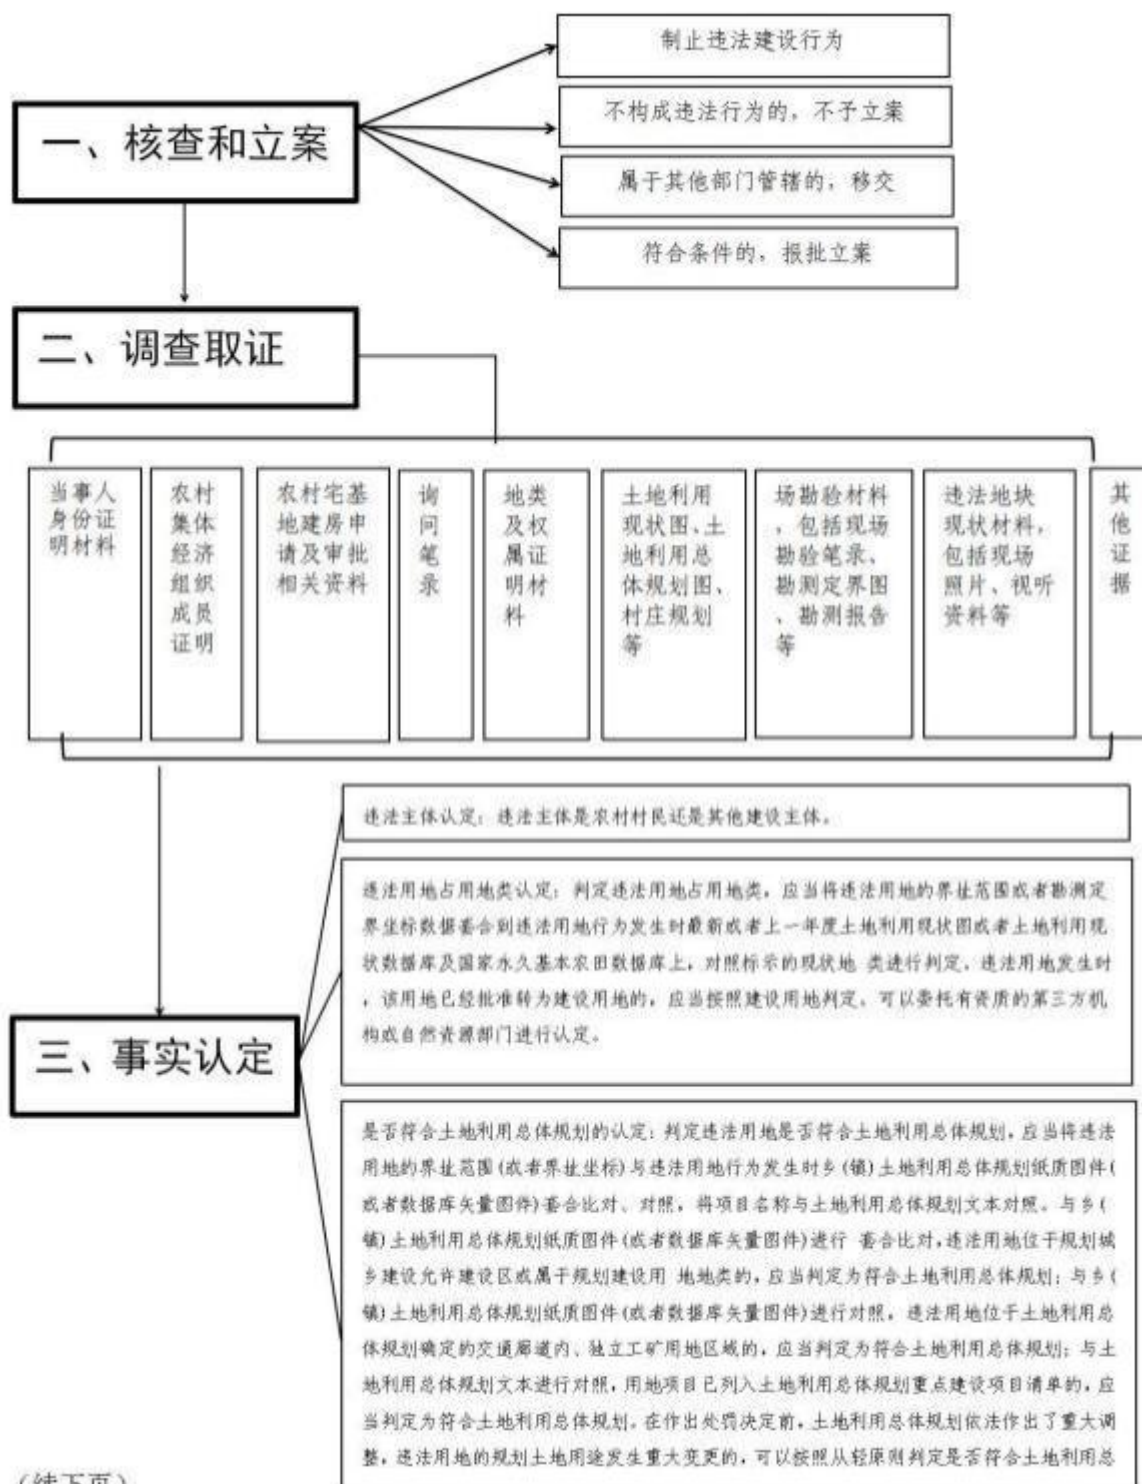 制止违法建设行为
一、核查和立案
不构成违法行为的，不予立案
属于其他部门管辖的，移交
符合条件的，报批立案
二、调查取证
当事人
身份证
明材料
农村
集体
经济
组织
成员
证明
农村宅基
地建房申
请及审批
相关资料
询
问
笔
录
地类
及权
属证
明材
料
土地利用
现状图、土
地利用总
体规划图、
村庄规划
等
场勘验材料
，包括现场
勘验笔录、
勘测定界图
、勘测报告
等
违法地块
现状材料，
包括现场
照片、视听
资料等
其
他
证
据
违法主体认定：违法主体是农村村民还是其他建设主体。
违法用地占用地类认定：判定违法用地占用地类，应当将违法用地的界址范围或者勘测定
界坐标数据套合到违法用地行为发生时最新或者上一年度土地利用现状图或者土地利用现
状数据库及国家永久基本农田数据库上，对照标示的现状地 类进行判定。违法用地发生时
，该用地已经批准转为建设用地的，应当按照建设用地判定。可以委托有资质的第三方机
构或自然资源部门进行认定。
三、事实认定
是否符合土地利用总体规划的认定：判定违法用地是否符合土地利用总体规划，应当将违法
用地的界址范围(或者界址坐标)与违法用地行为发生时乡(镇)土地利用总体规划纸质图件(
或者数据库矢量图件)套合比对、对照，将项目名称与土地利用总体规划文本对照。与乡(
镇)土地利用总体规划纸质图件(或者数据库矢量图件)进行 套合比对,违法用地位于规划城
乡建设允许建设区或属于规划建设用 地地类的，应当判定为符合土地利用总体规划；与乡(
镇)土地利用总体规划纸质图件(或者数据库矢量图件)进行对照，违法用地位于土地利用总
体规划确定的交通廊道内、独立工矿用地区域的，应当判定为符合土地利用总体规划；与土
地利用总体规划文本进行对照，用地项目已列入土地利用总体规划重点建设项目清单的，应
当判定为符合土地利用总体规划。在作出处罚决定前，土地利用总体规划依法作出了重大调
整，违法用地的规划土地用途发生重大变更的，可以按照从轻原则判定是否符合土地利用总
（续下页）